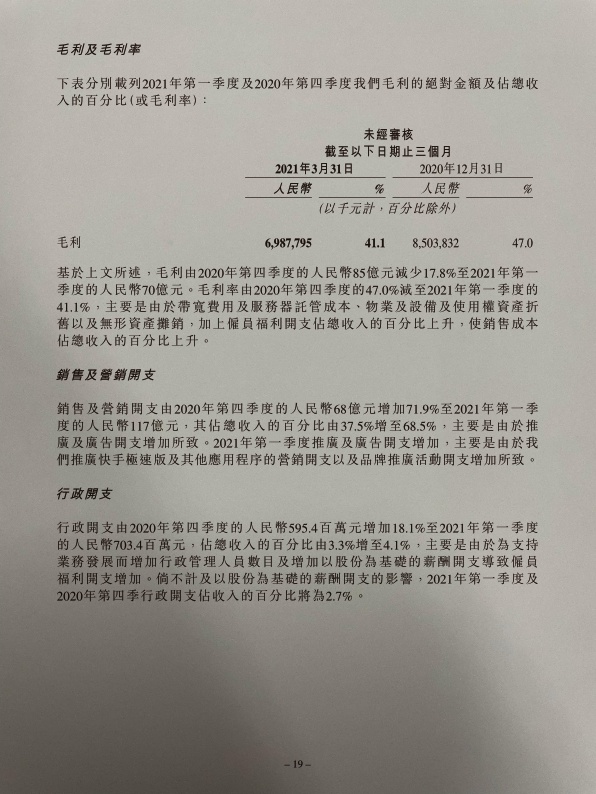 毛利及毛利率
下表分別載列2021年第一季度及2020年第四季度我們毛利的絕對金額及佔總收
入的百分比(或毛利率)：
未經審核
截至以下日期止三個月
2021年3月31日 2020年12月31日
人民幣 % 人民幣 %
(以千元計，百分比除外)
毛利 6,987,795 41.1 8,503,832 47.0
基於上文所述，毛利由2020年第四季度的人民幣85億元減少17.8%至2021年第一
季度的人民幣70億元。毛利率由2020年第四季度的47.0%減至2021年第一季度的
41.1%，主要是由於帶寬費用及服務器託管成本、物業及設備及使用權資產折
舊以及無形資產攤銷，加上僱員福利開支佔總收入的百分比上升，使銷售成本
佔總收入的百分比上升。
銷售及營銷開支
銷售及營銷開支由2020年第四季度的人民幣68億元增加71.9%至2021年第一季
度的人民幣117億元，其佔總收入的百分比由37.5%增至68.5%，主要是由於推
廣及廣告開支增加所致。2021年第一季度推廣及廣告開支增加，主要是由於我
們推廣快手極速版及其他應用程序的營銷開支以及品牌推廣活動開支增加所致。
行政開支
行政開支由2020年第四季度的人民幣595.4百萬元增加18.1%至2021年第一季度
的人民幣703.4百萬元，佔總收入的百分比由3.3%增至4.1%，主要是由於為支持
業務發展而增加行政管理人員數目及增加以股份為基礎的薪酬開支導致僱員
福利開支增加。倘不計及以股份為基礎的薪酬開支的影響，2021年第一季度及
2020年第四季行政開支佔收入的百分比將為2.7%。
– 19 –